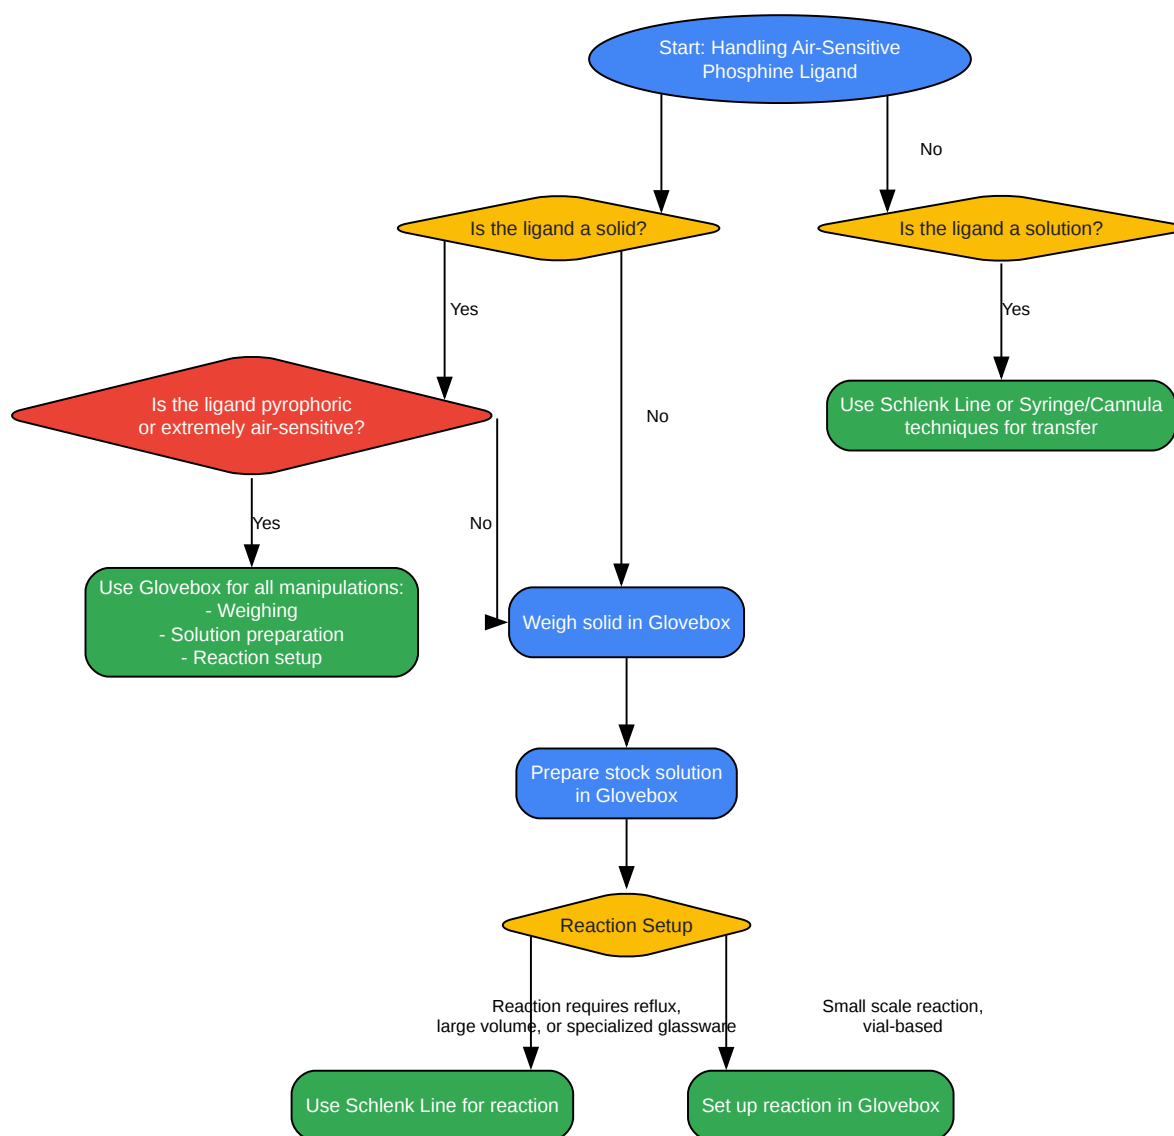 Start: Handling Air-Sensitive
Phosphine Ligand
No
Is the ligand a solid?
Is the ligand a solution?
Yes
Yes
Is the ligand pyrophoric
or extremely air-sensitive?
No
Use Schlenk Line or Syringe/Cannula
techniques for transfer
Yes
No
Use Glovebox for all manipulations:
- Weighing
- Solution preparation
- Reaction setup
Weigh solid in Glovebox
Prepare stock solution
in Glovebox
Reaction Setup
Reaction requires reflux,
large volume, or specialized glassware
Small scale reaction,
vial-based
Use Schlenk Line for reaction
Set up reaction in Glovebox